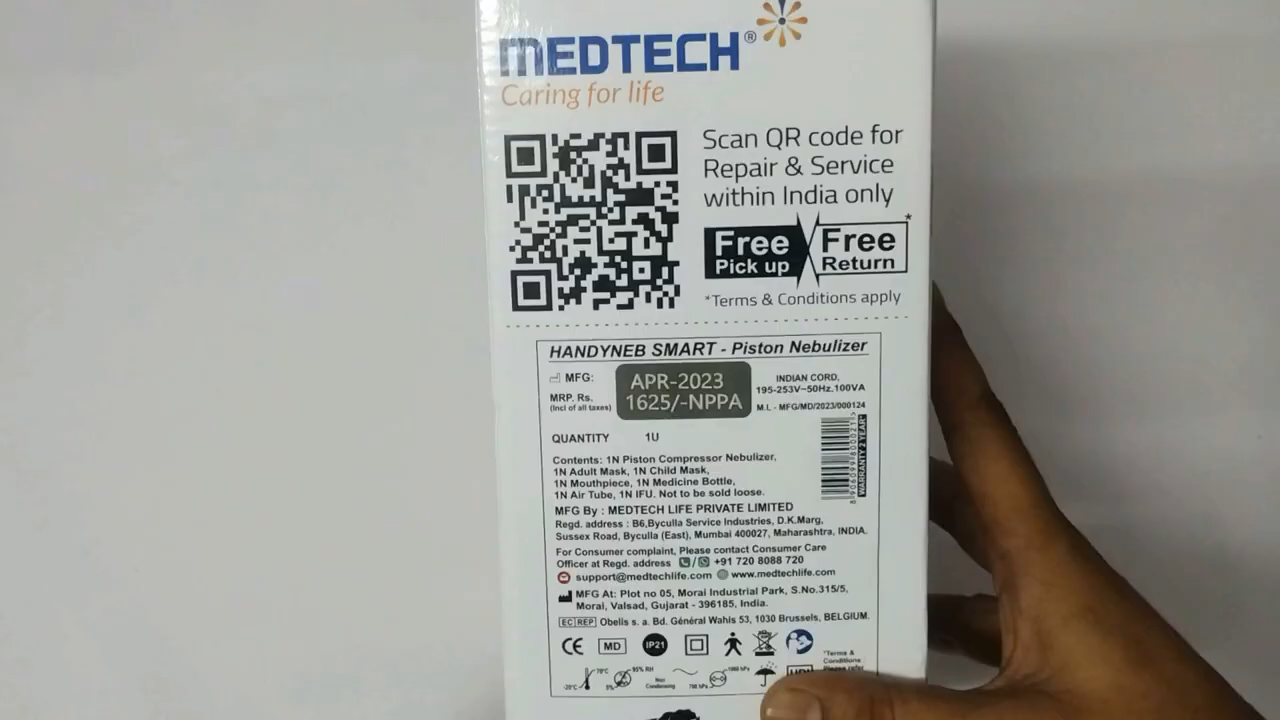 MEDTECH®
Caring for life
Scan QR code for
Repair & Service
within India only
Free
Pick up
Free
Return
*
*Terms & Conditions apply
HANDYNEB SMART - Piston Nebulizer
MFG:
APR-2023
MRP. Rs.
(Incl of all taxes)
1625/-NPPA
INDIAN CORD,
195-253V~50Hz,100VA
M.L - MFG/MD/2023/000124
QUANTITY 1U
WARRANTY 2 YEAR*
Contents: 1N Piston Compressor Nebulizer,
1N Adult Mask, 1N Child Mask,
1N Mouthpiece, 1N Medicine Bottle,
1N Air Tube, 1N IFU. Not to be sold loose.
MFG By : MEDTECH LIFE PRIVATE LIMITED
Regd. address : B6,Byculla Service Industries, D.K.Marg,
Sussex Road, Byculla (East), Mumbai 400027, Maharashtra, INDIA.
For Consumer complaint, Please contact Consumer Care
Officer at Regd. address / +91 720 8088 720
support@medtechlife.com www.medtechlife.com
MFG At: Plot no 05, Morai Industrial Park, S.No.315/5,
Morai, Valsad, Gujarat - 396185, India.
EC REP Obelis s. a. Bd. Général Wahis 53, 1030 Brussels, BELGIUM.
CE MD IP21
*Terms &
Conditions
Please refer
-20°C 70°C 5% 95% RH Non
Condensing 700 hPa 1060 hPa